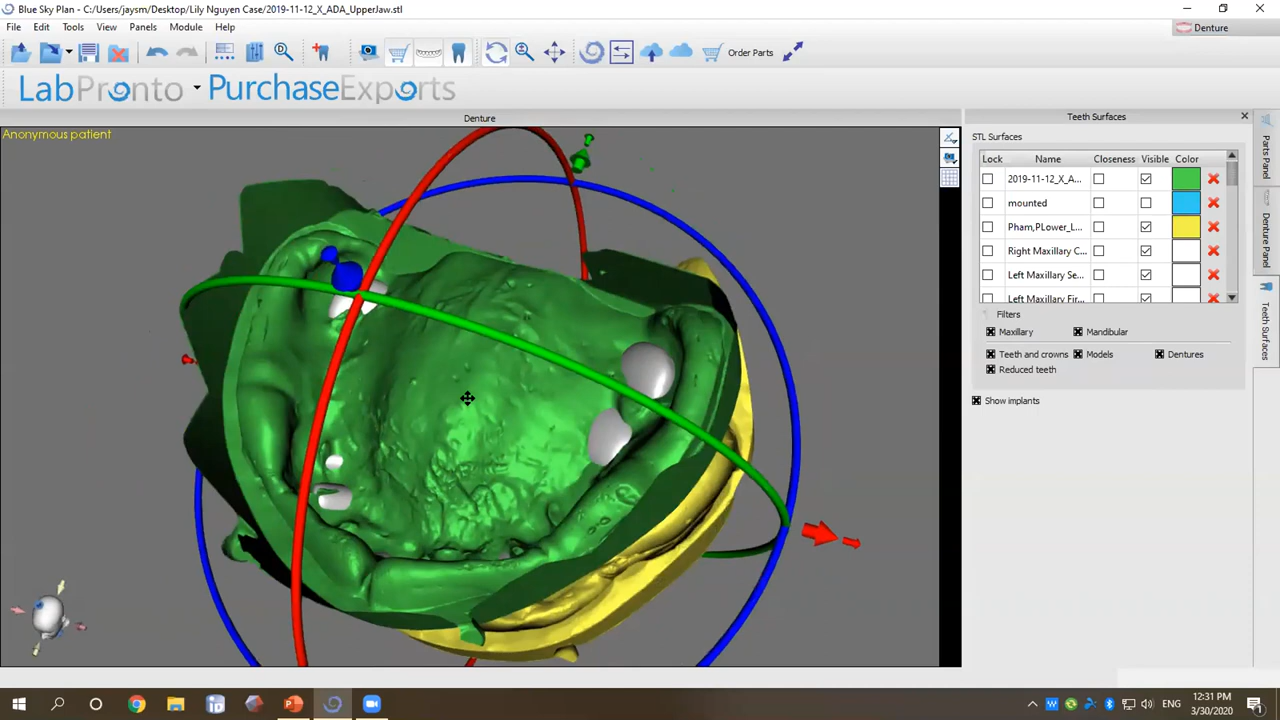 Blue Sky Plan - C:/Users/jaysm/Desktop/Lily Nguyen Case/2019-11-12_X_ADA_UpperJaw.stl
File Edit Tools View Panels Module Help
Denture
Order Parts
LabPronto PurchaseExports
Denture
Anonymous patient
Teeth Surfaces
STL Surfaces
Lock Name Closeness Visible Color
2019-11-12_X_A...
mounted
Pham,PLower_L...
Right Maxillary C...
Left Maxillary Se...
Left Maxillary Fir...
Filters
Maxillary Mandibular
Teeth and crowns Models Dentures
Reduced teeth
Show implants
Parts Panel
Denture Panel
Teeth Surfaces
12:31 PM
3/30/2020